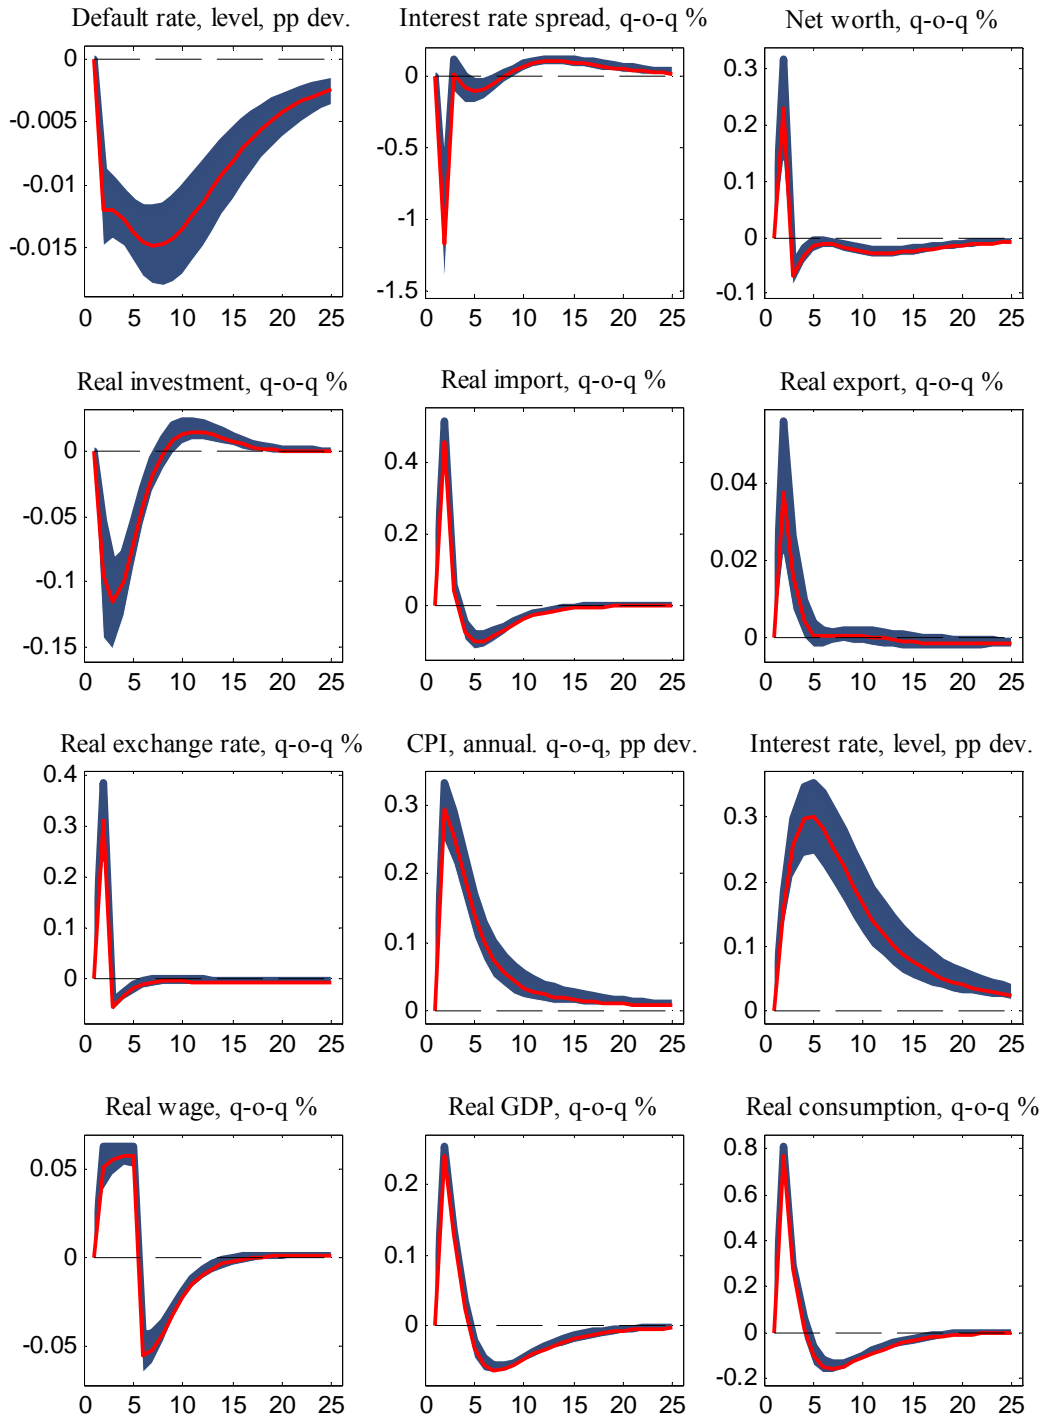 Default rate, level, pp dev.
Interest rate spread, q-o-q %
Net worth, q-o-q %
0
-0.005
-0.01
-0.015
0 5 10 15 20 25
0
-0.5
-1
-1.5
0 5 10 15 20 25
0.3
0.2
0.1
0
-0.1
0 5 10 15 20 25
Real investment, q-o-q %
Real import, q-o-q %
Real export, q-o-q %
0
-0.05
-0.1
-0.15
0 5 10 15 20 25
0.4
0.2
0
0 5 10 15 20 25
0.04
0.02
0
0 5 10 15 20 25
Real exchange rate, q-o-q %
CPI, annual. q-o-q, pp dev.
Interest rate, level, pp dev.
0.4
0.3
0.2
0.1
0
0 5 10 15 20 25
0.3
0.2
0.1
0
0 5 10 15 20 25
0.3
0.2
0.1
0
0 5 10 15 20 25
Real wage, q-o-q %
Real GDP, q-o-q %
Real consumption, q-o-q %
0.05
0
-0.05
0 5 10 15 20 25
0.2
0.1
0
0 5 10 15 20 25
0.8
0.6
0.4
0.2
0
-0.2
0 5 10 15 20 25